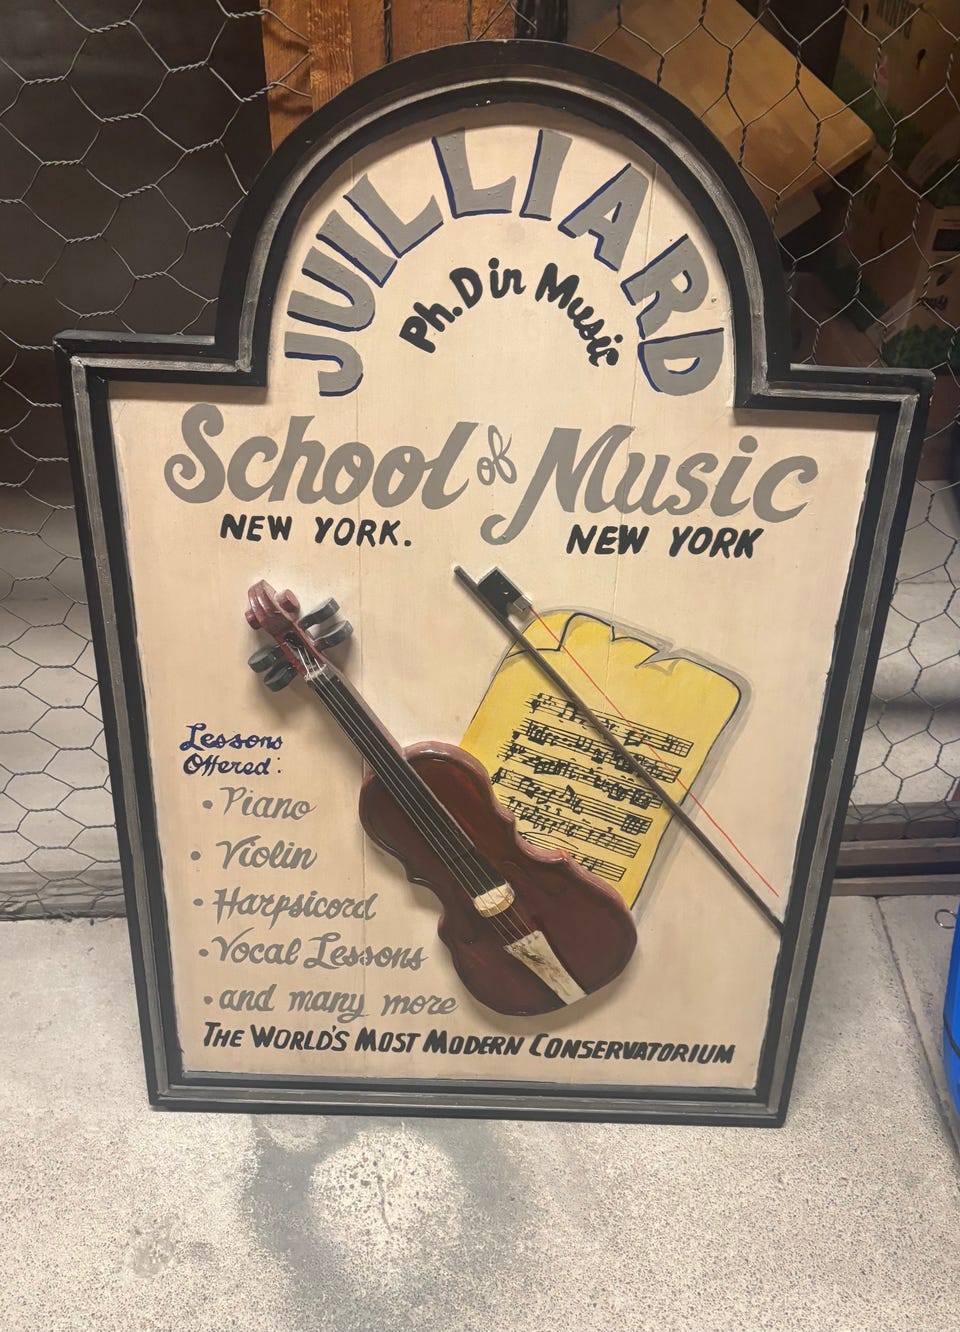 JUILLIARD
Ph.D in Music
School of Music
NEW YORK. NEW YORK
Lessons
Offered:
• Piano
• Violin
• Harpsicord
• Vocal Lessons
• and many more
THE WORLD'S MOST MODERN CONSERVATORIUM